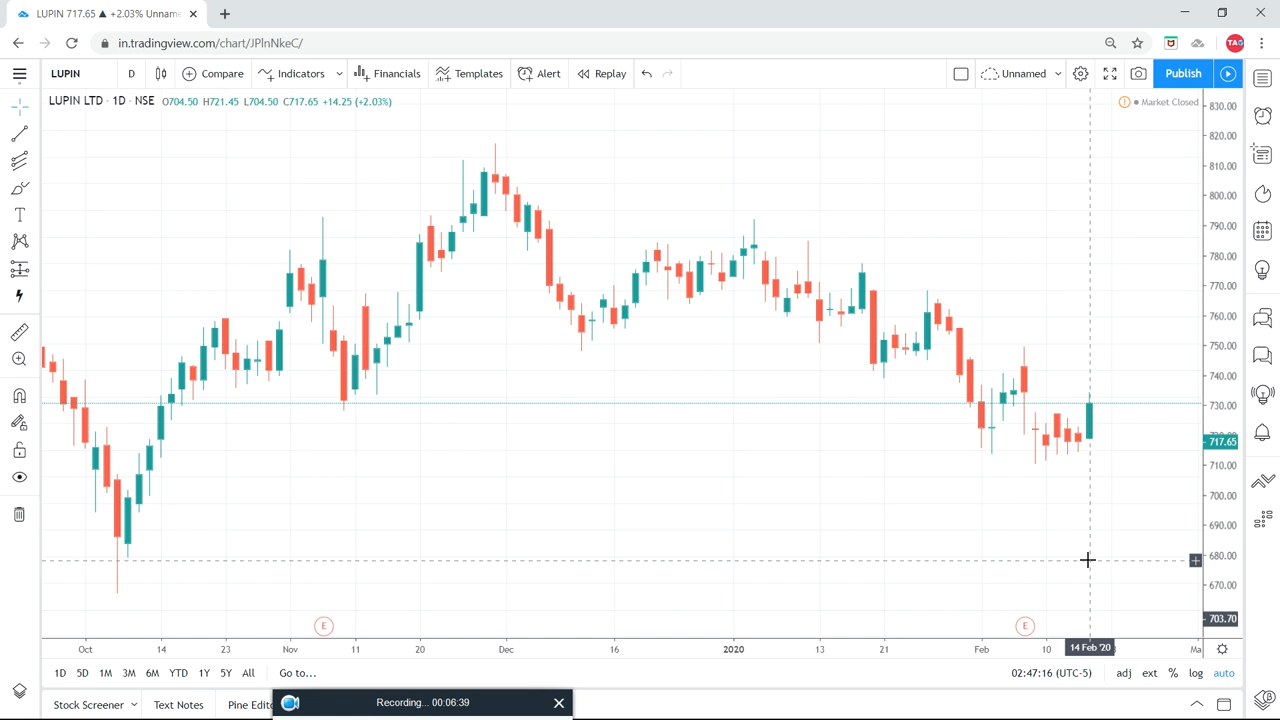 LUPIN 717.65 ▲ +2.03% Unname
in.tradingview.com/chart/JPlnNkeC/
TAG
LUPIN D Compare Indicators Financials Templates Alert Replay Unnamed Publish
LUPIN LTD · 1D · NSE O704.50 H721.45 L704.50 C717.65 +14.25 (+2.03%)
Market Closed
830.00
820.00
810.00
800.00
790.00
780.00
770.00
760.00
750.00
740.00
730.00
717.65
710.00
700.00
690.00
680.00
670.00
703.70
E E
Oct 14 23 Nov 11 20 Dec 16 2020 13 21 Feb 10 14 Feb '20 Ma
1D 5D 1M 3M 6M YTD 1Y 5Y All Go to... 02:47:16 (UTC-5) adj ext % log auto
Stock Screener Text Notes Pine Edito
Recording... 00:06:39